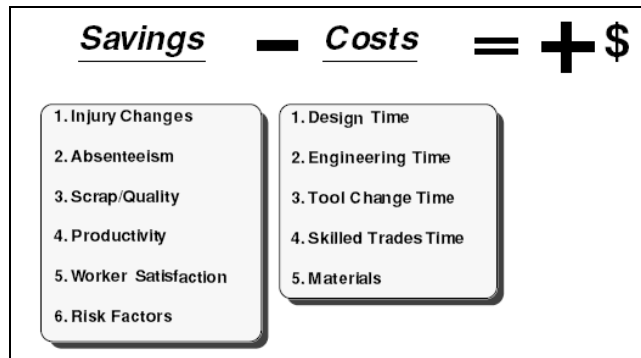 Savings - Costs = + $
1. Injury Changes
2. Absenteeism
3. Scrap/Quality
4. Productivity
5. Worker Satisfaction
6. Risk Factors
1. Design Time
2. Engineering Time
3. Tool Change Time
4. Skilled Trades Time
5. Materials